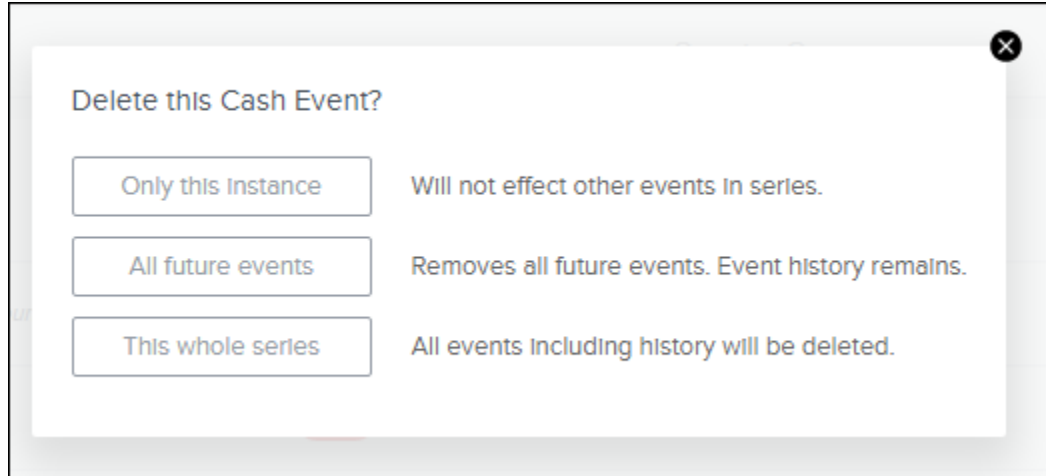 Delete this Cash Event?
Only this instance
Will not effect other events in series.
All future events
Removes all future events. Event history remains.
This whole series
All events including history will be deleted.